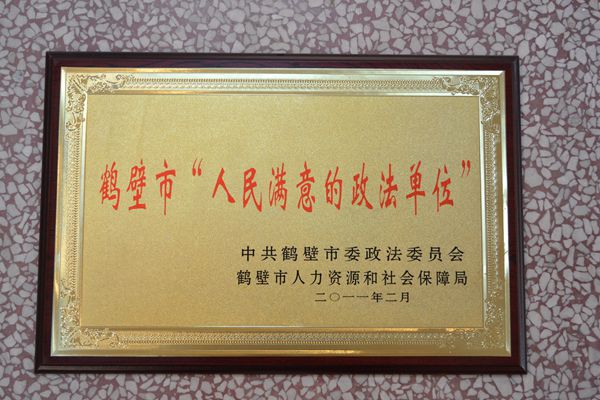 鹤壁市“人民满意的政法单位”
中共鹤壁市委政法委员会
鹤壁市人力资源和社会保障局
二〇一一年二月